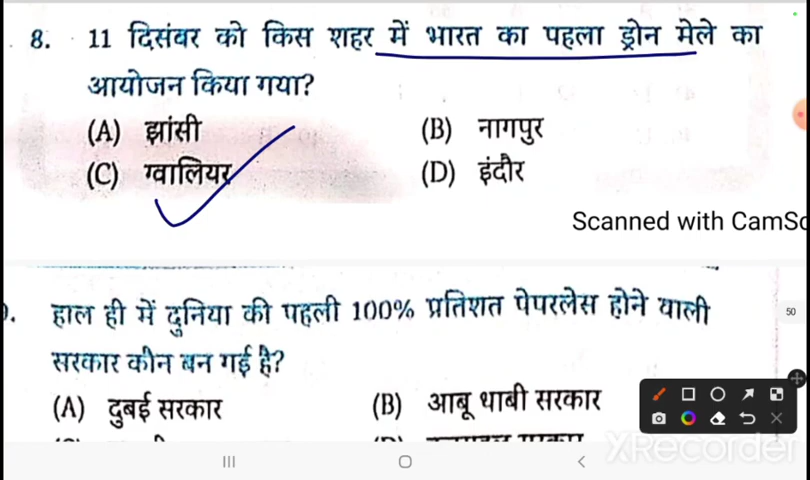 8. 11 दिसंबर को किस शहर में भारत का पहला ड्रोन मेले का
आयोजन किया गया?
(A) झांसी (B) नागपुर
(C) ग्वालियर (D) इंदौर
Scanned with CamSc
हाल ही में दुनिया की पहली 100% प्रतिशत पेपरलेस होने वाली
50
सरकार कौन बन गई है?
(A) दुबई सरकार (B) आबू धाबी सरकार
XRecorder